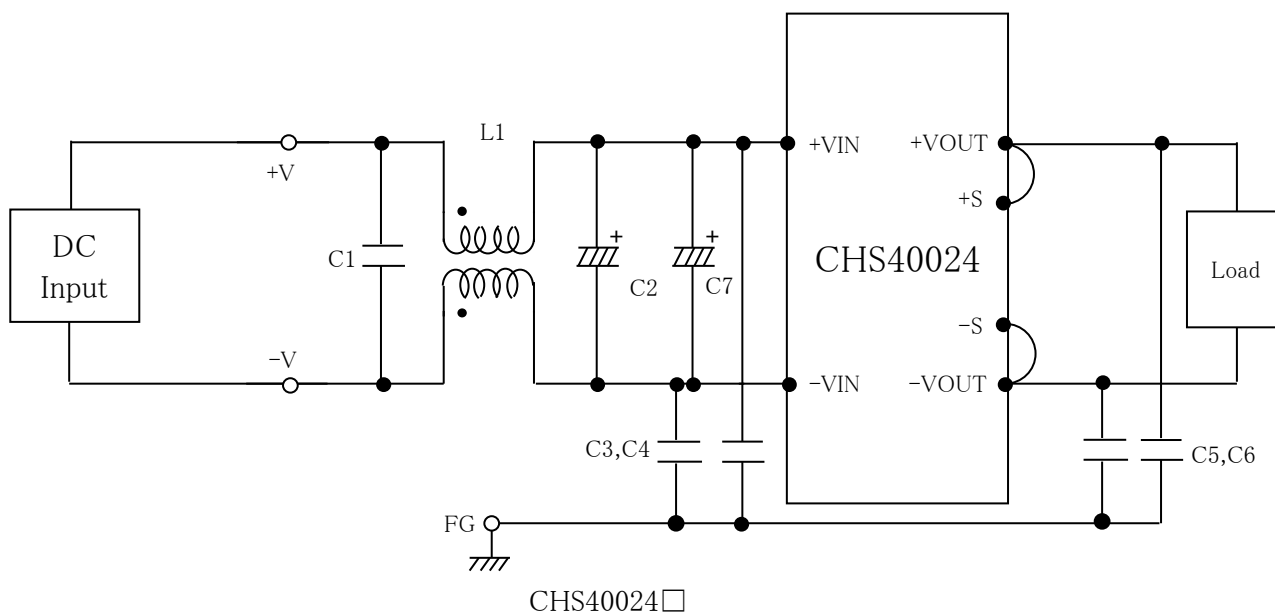 L1
+V
+VIN
+VOUT
+S
DC
Input
C1
+
+
C2
C7
CHS40024
Load
-S
-V
-VIN
-VOUT
C3,C4
C5,C6
FG
CHS40024□